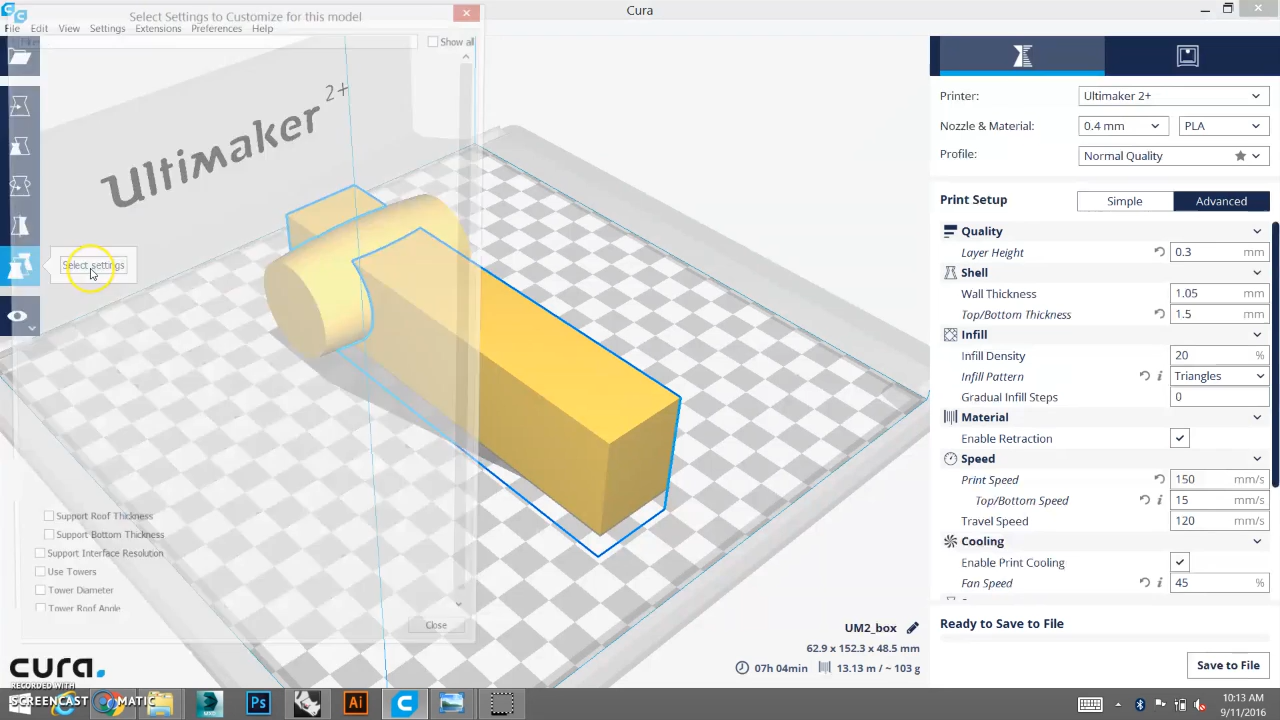 Select Settings to Customize for this model
Cura
File Edit View Settings Extensions Preferences Help
Show all
Ultimaker 2+
Select settings
Support Roof Thickness
Support Bottom Thickness
Support Interface Resolution
Use Towers
Tower Diameter
Tower Roof Angle
Close
Printer: Ultimaker 2+
Nozzle & Material: 0.4 mm PLA
Profile: Normal Quality
Print Setup Simple Advanced
Quality
Layer Height 0.3 mm
Shell
Wall Thickness 1.05 mm
Top/Bottom Thickness 1.5 mm
Infill
Infill Density 20 %
Infill Pattern i Triangles
Gradual Infill Steps 0
Material
Enable Retraction
Speed
Print Speed 150 mm/s
Top/Bottom Speed i 15 mm/s
Travel Speed 120 mm/s
Cooling
Enable Print Cooling
Fan Speed i 45 %
UM2_box
62.9 x 152.3 x 48.5 mm
07h 04min 13.13 m / ~ 103 g
Ready to Save to File
Save to File
cura.
RECORDED WITH
SCREENCAST MATIC
Ps
Ai
10:13 AM
9/11/2016